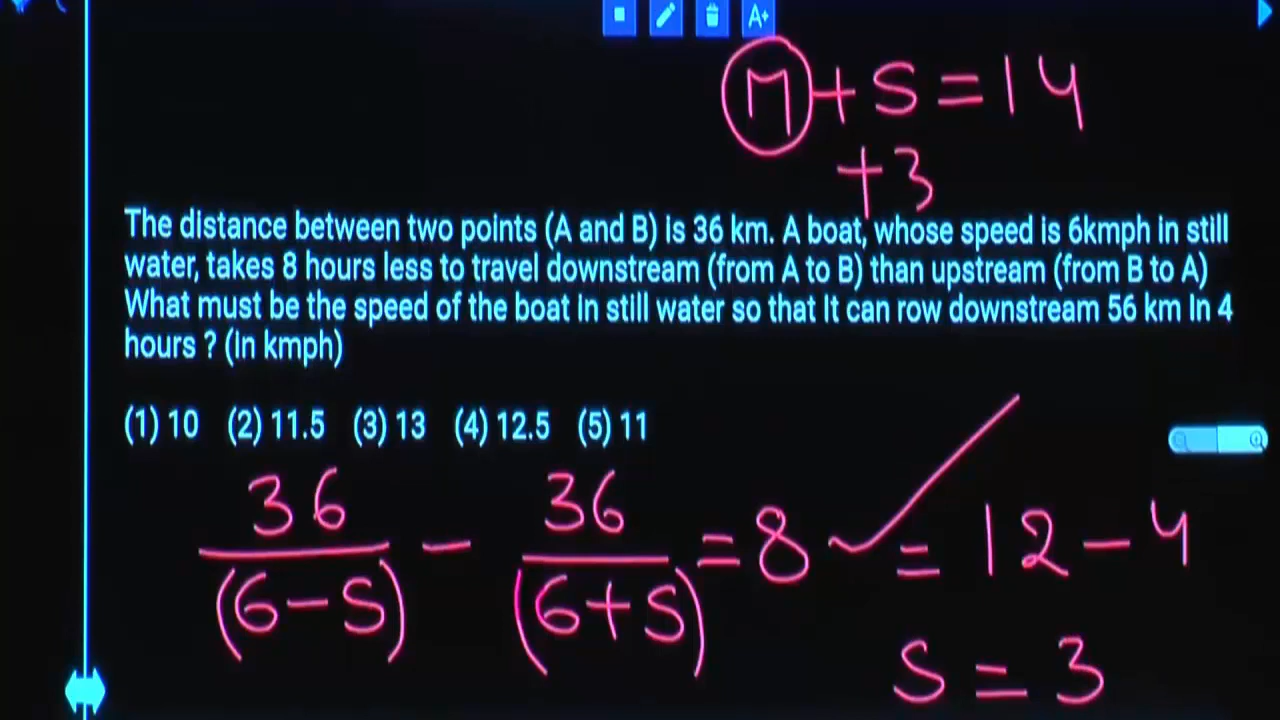 A+
M + S = 14
+3
The distance between two points (A and B) is 36 km. A boat, whose speed is 6kmph in still
water, takes 8 hours less to travel downstream (from A to B) than upstream (from B to A)
What must be the speed of the boat in still water so that it can row downstream 56 km in 4
hours ? (in kmph)
(1) 10 (2) 11.5 (3) 13 (4) 12.5 (5) 11
36/(6-S) - 36/(6+S) = 8 ✓ = 12 - 4
S = 3